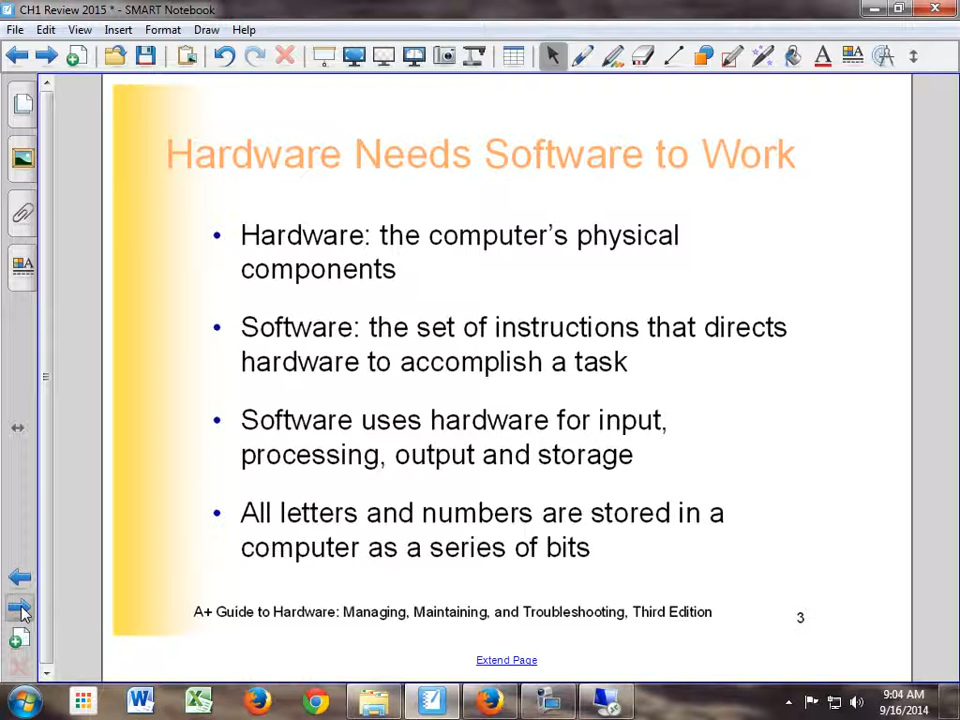 CH1 Review 2015 * - SMART Notebook
File Edit View Insert Format Draw Help
Hardware Needs Software to Work
• Hardware: the computer’s physical
components
• Software: the set of instructions that directs
hardware to accomplish a task
• Software uses hardware for input,
processing, output and storage
• All letters and numbers are stored in a
computer as a series of bits
A+ Guide to Hardware: Managing, Maintaining, and Troubleshooting, Third Edition
3
Extend Page
9:04 AM
9/16/2014